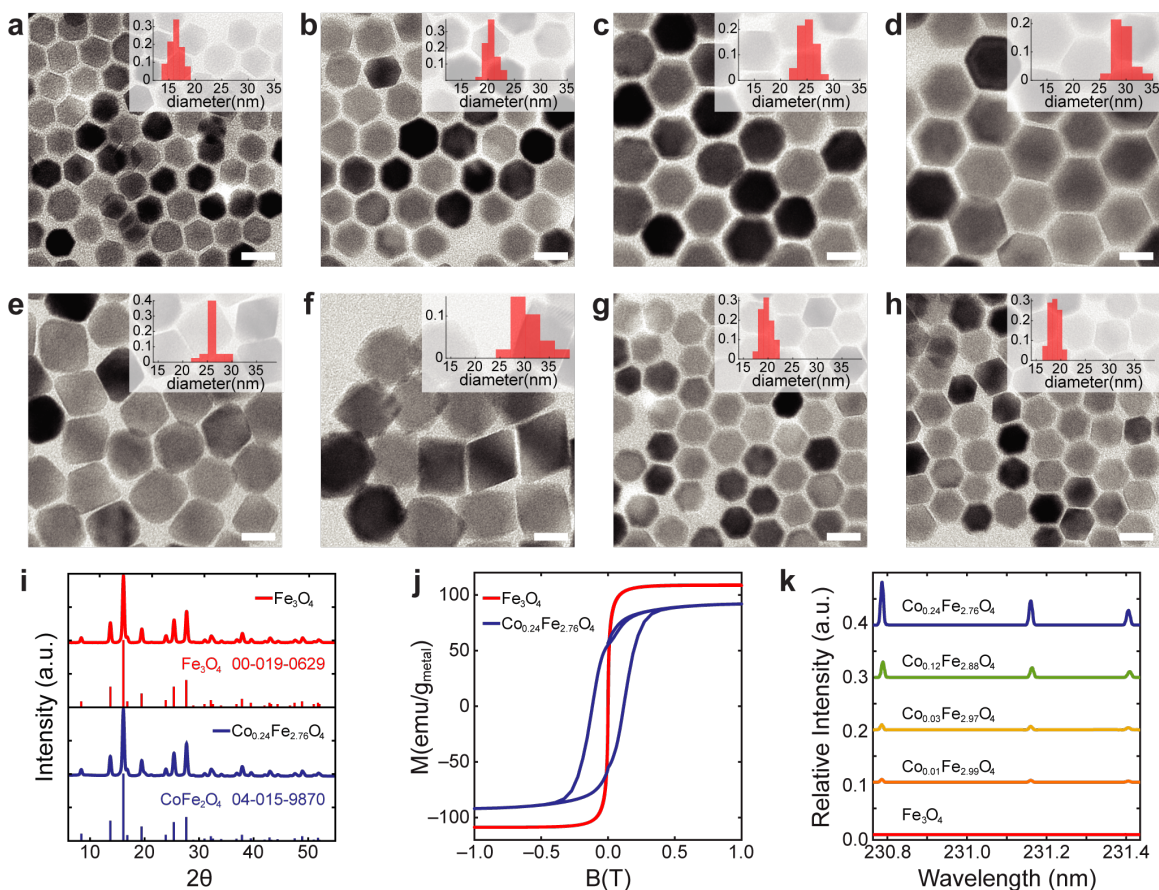 a
0.3
0.2
0.1
0
15 20 25 30 35
diameter(nm)
b
0.3
0.2
0.1
0
15 20 25 30 35
diameter(nm)
c
0.2
0.1
0
15 20 25 30 35
diameter(nm)
d
0.2
0.1
0
15 20 25 30 35
diameter(nm)
e
0.4
0.3
0.2
0.1
0
15 20 25 30 35
diameter(nm)
f
0.1
0
15 20 25 30 35
diameter(nm)
g
0.3
0.2
0.1
0
15 20 25 30 35
diameter(nm)
h
0.3
0.2
0.1
0
15 20 25 30 35
diameter(nm)
i
Intensity (a.u.)
Fe₃O₄
Fe₃O₄ 00-019-0629
Co₀.₂₄Fe₂.₇₆O₄
CoFe₂O₄ 04-015-9870
10 20 30 40 50
2θ
j
M(emu/g_metal)
100
50
0
−50
−100
Fe₃O₄
Co₀.₂₄Fe₂.₇₆O₄
−1.0 −0.5 0.0 0.5 1.0
B(T)
k
Relative Intensity (a.u.)
Co₀.₂₄Fe₂.₇₆O₄
0.4
Co₀.₁₂Fe₂.₈₈O₄
0.3
Co₀.₀₃Fe₂.₉₇O₄
0.2
Co₀.₀₁Fe₂.₉₉O₄
0.1
Fe₃O₄
0.0
230.8 231.0 231.2 231.4
Wavelength (nm)